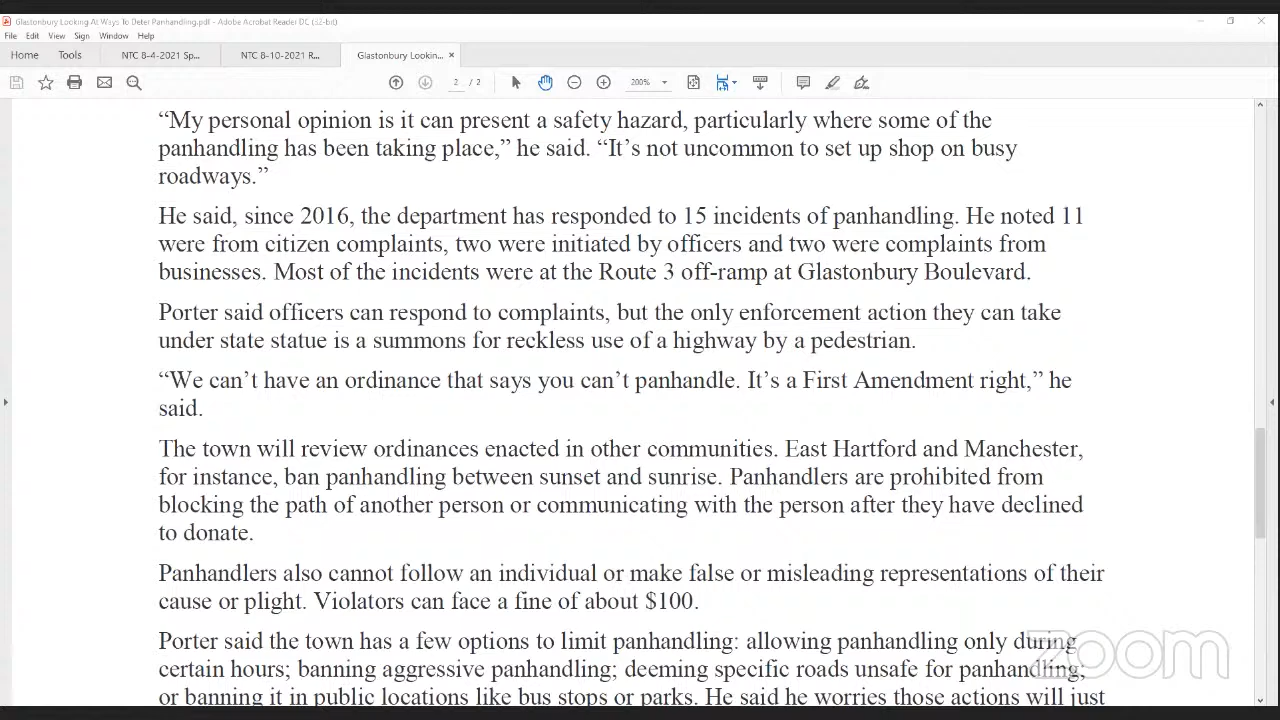 Glastonbury Looking At Ways To Deter Panhandling.pdf - Adobe Acrobat Reader DC (32-bit)
File Edit View Sign Window Help
Home Tools NTC 8-4-2021 Sp... NTC 8-10-2021 R... Glastonbury Lookin... ×
2 / 2 200%
“My personal opinion is it can present a safety hazard, particularly where some of the
panhandling has been taking place,” he said. “It’s not uncommon to set up shop on busy
roadways.”
He said, since 2016, the department has responded to 15 incidents of panhandling. He noted 11
were from citizen complaints, two were initiated by officers and two were complaints from
businesses. Most of the incidents were at the Route 3 off-ramp at Glastonbury Boulevard.
Porter said officers can respond to complaints, but the only enforcement action they can take
under state statue is a summons for reckless use of a highway by a pedestrian.
“We can’t have an ordinance that says you can’t panhandle. It’s a First Amendment right,” he
said.
The town will review ordinances enacted in other communities. East Hartford and Manchester,
for instance, ban panhandling between sunset and sunrise. Panhandlers are prohibited from
blocking the path of another person or communicating with the person after they have declined
to donate.
Panhandlers also cannot follow an individual or make false or misleading representations of their
cause or plight. Violators can face a fine of about $100.
Porter said the town has a few options to limit panhandling: allowing panhandling only during
certain hours; banning aggressive panhandling; deeming specific roads unsafe for panhandling;
or banning it in public locations like bus stops or parks. He said he worries those actions will just
zoom